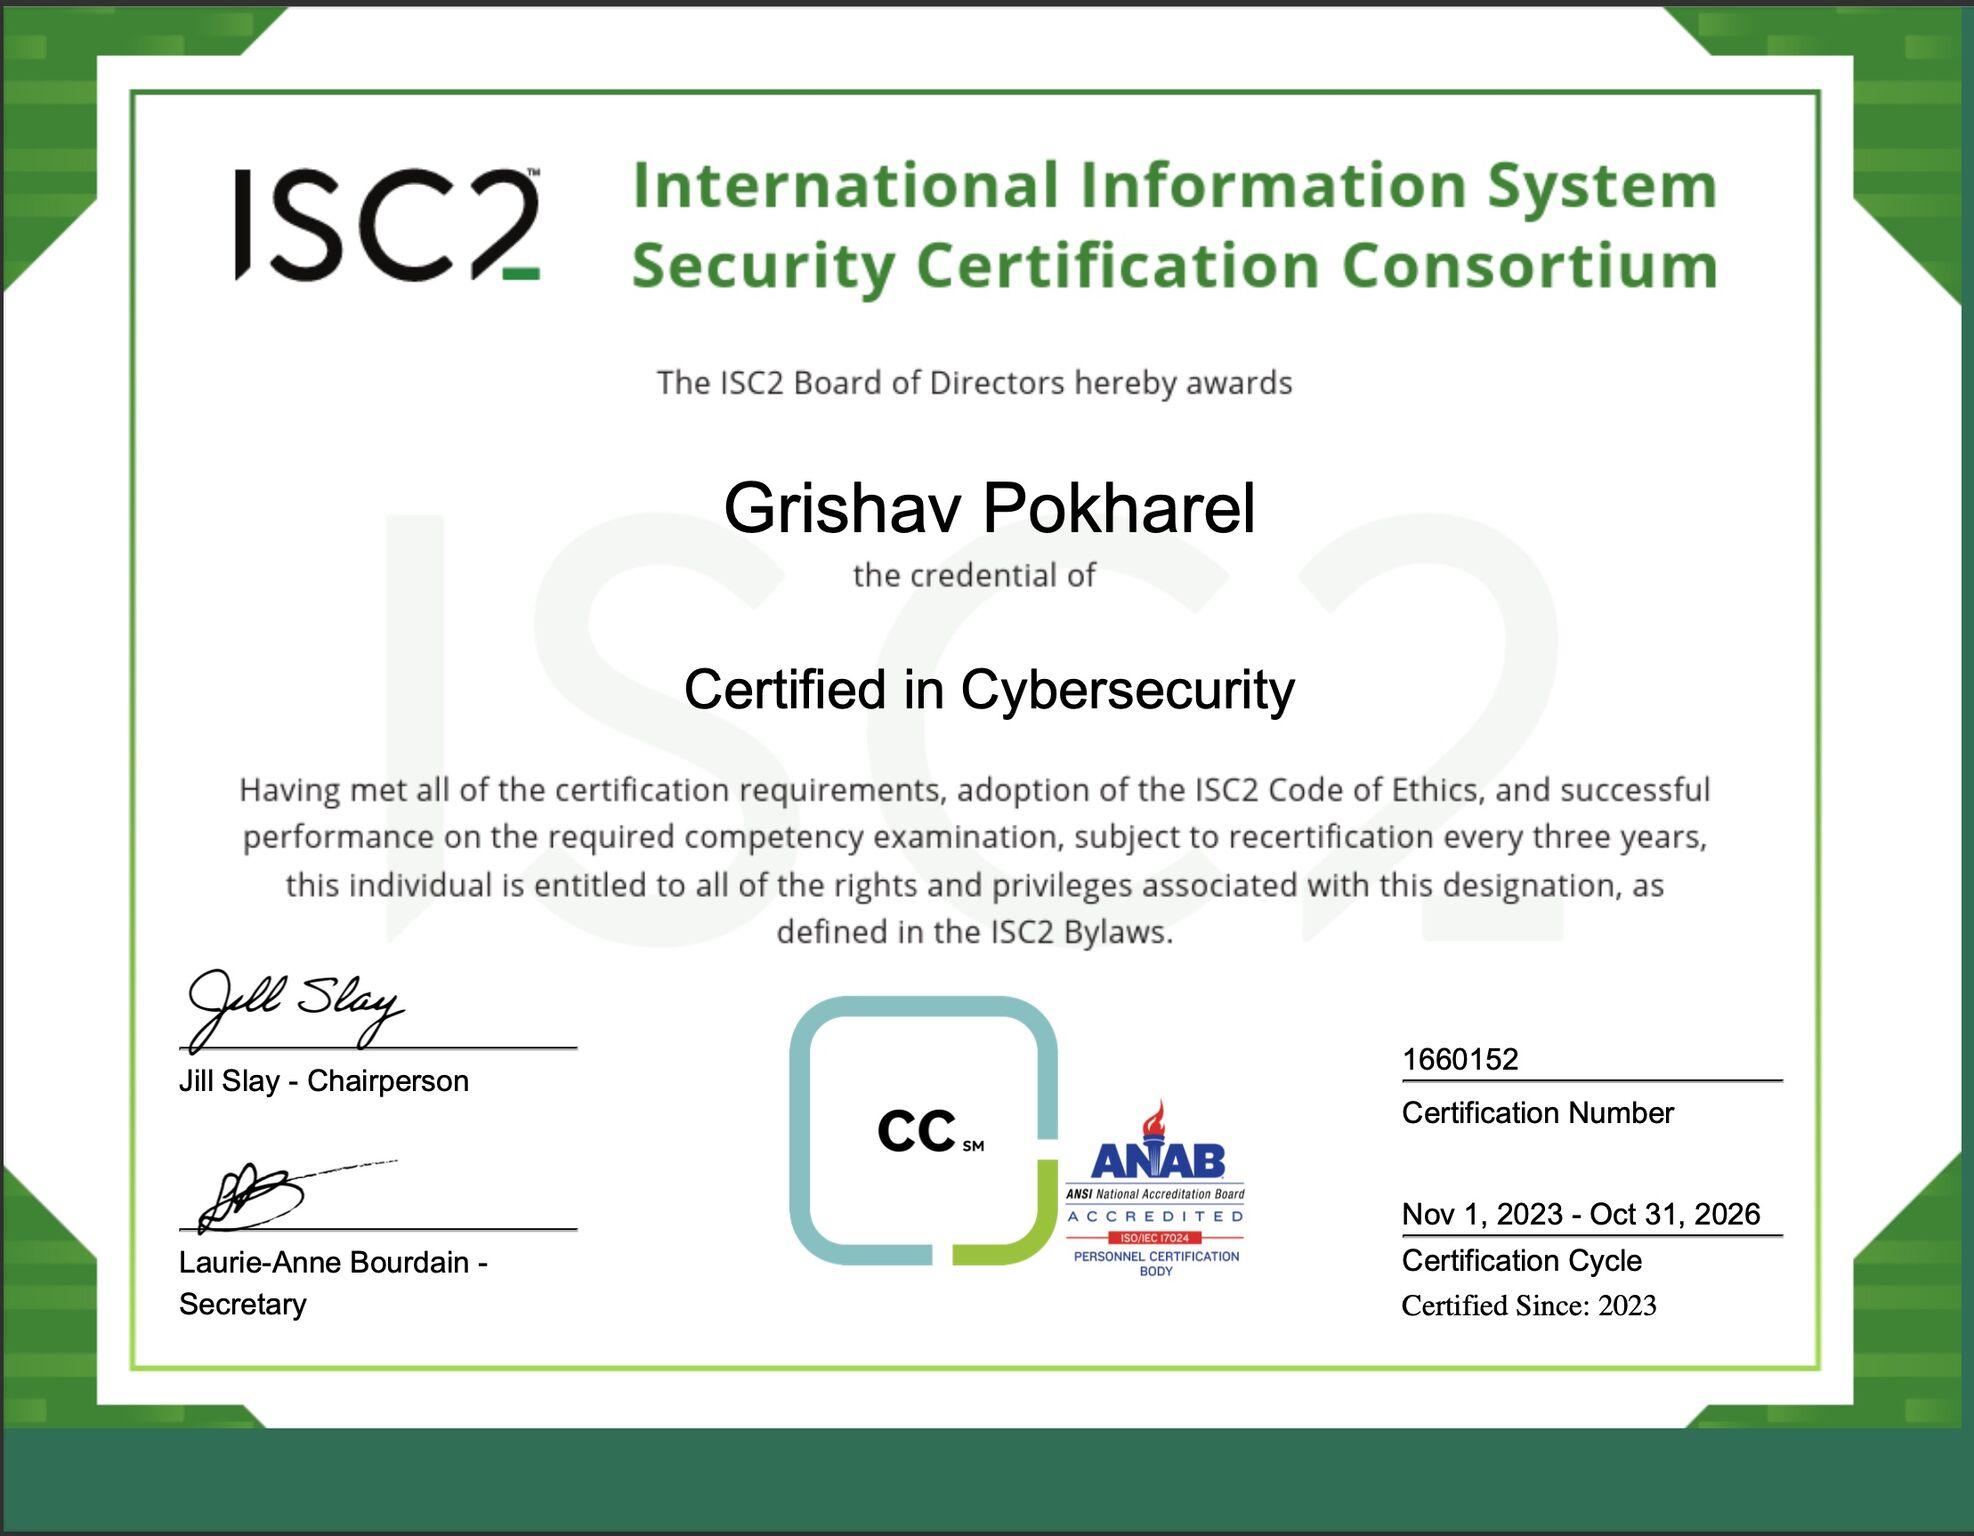 ISC2™
International Information System
Security Certification Consortium
The ISC2 Board of Directors hereby awards
Grishav Pokharel
the credential of
Certified in Cybersecurity
Having met all of the certification requirements, adoption of the ISC2 Code of Ethics, and successful
performance on the required competency examination, subject to recertification every three years,
this individual is entitled to all of the rights and privileges associated with this designation, as
defined in the ISC2 Bylaws.
Jill Slay
Jill Slay - Chairperson
Laurie-Anne Bourdain -
Secretary
CC SM
ANAB
ANSI National Accreditation Board
ACCREDITED
ISO/IEC 17024
PERSONNEL CERTIFICATION
BODY
1660152
Certification Number
Nov 1, 2023 - Oct 31, 2026
Certification Cycle
Certified Since: 2023